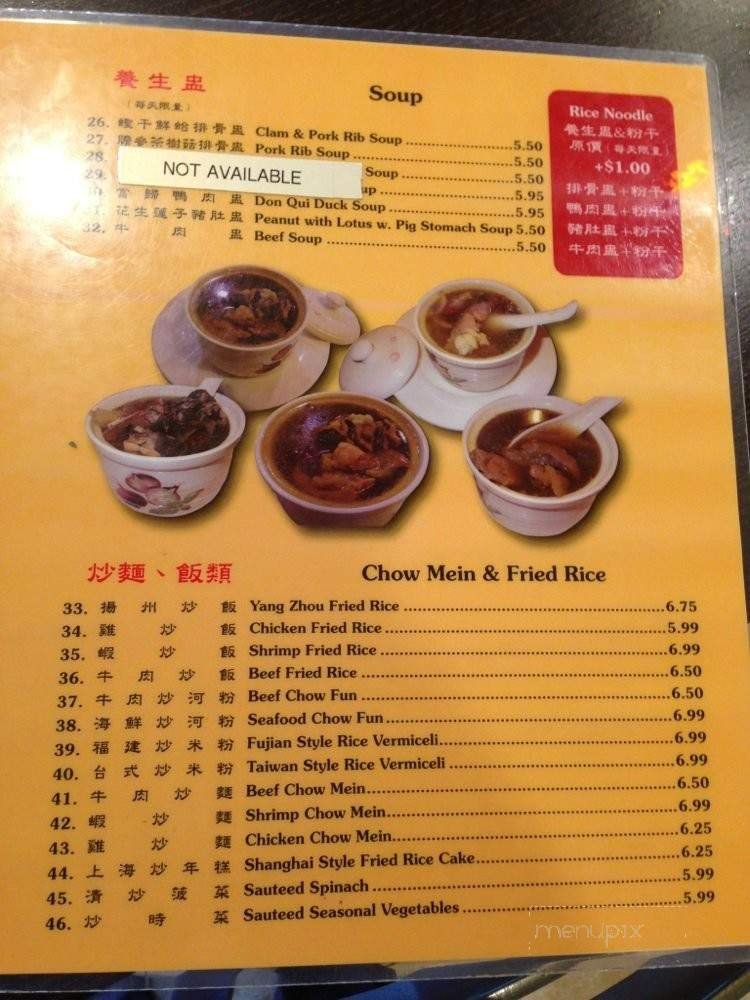 養生盅 Soup
(每天限量)
26. 蟶干鮮蛤排骨盅 Clam & Pork Rib Soup 5.50
27. 茶樹菇排骨盅 Pork Rib Soup 5.50
28. Soup 5.50
29. up 5.95
NOT AVAILABLE
當歸鴨肉盅 Don Qui Duck Soup 5.95
花生蓮子豬肚盅 Peanut with Lotus w. Pig Stomach Soup 5.50
32. 牛肉盅 Beef Soup 5.50
Rice Noodle
養生盅&粉干
原價(每天限量)
+$1.00
排骨盅+粉干
鴨肉盅+粉干
豬肚盅+粉干
牛肉盅+粉干
炒麵、飯類 Chow Mein & Fried Rice
33. 揚州炒飯 Yang Zhou Fried Rice 6.75
34. 雞炒飯 Chicken Fried Rice 5.99
35. 蝦炒飯 Shrimp Fried Rice 6.99
36. 牛肉炒飯 Beef Fried Rice 6.50
37. 牛肉炒河粉 Beef Chow Fun 6.50
38. 海鮮炒河粉 Seafood Chow Fun 6.99
39. 福建炒米粉 Fujian Style Rice Vermiceli 6.99
40. 台式炒米粉 Taiwan Style Rice Vermiceli 6.99
41. 牛肉炒麵 Beef Chow Mein 6.50
42. 蝦炒麵 Shrimp Chow Mein 6.99
43. 雞炒麵 Chicken Chow Mein 6.25
44. 上海炒年糕 Shanghai Style Fried Rice Cake 6.25
45. 清炒菠菜 Sauteed Spinach 5.99
46. 炒時菜 Sauteed Seasonal Vegetables 5.99
menupix